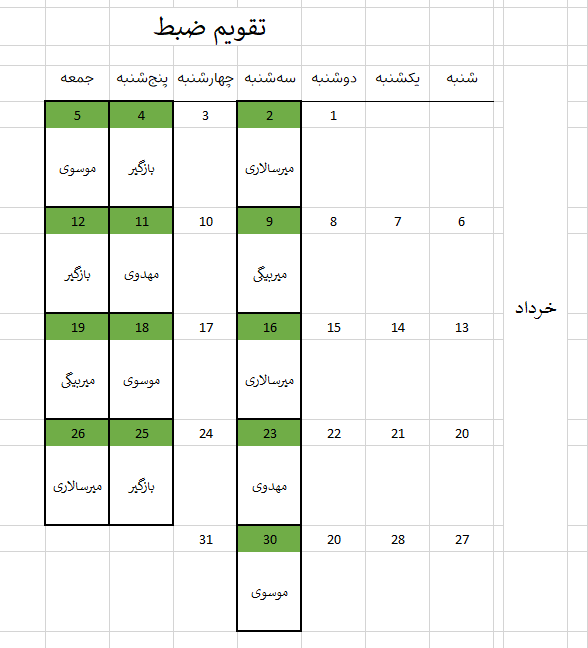 تقویم ضبط
شنبه یکشنبه دوشنبه سه‌شنبه چهارشنبه پنج‌شنبه جمعه
1 2 3 4 5
میرسالاری بازگیر موسوی
6 7 8 9 10 11 12
میربیگی مهدوی بازگیر
خرداد
13 14 15 16 17 18 19
میرسالاری موسوی میربیگی
20 21 22 23 24 25 26
مهدوی بازگیر میرسالاری
27 28 20 30 31
موسوی